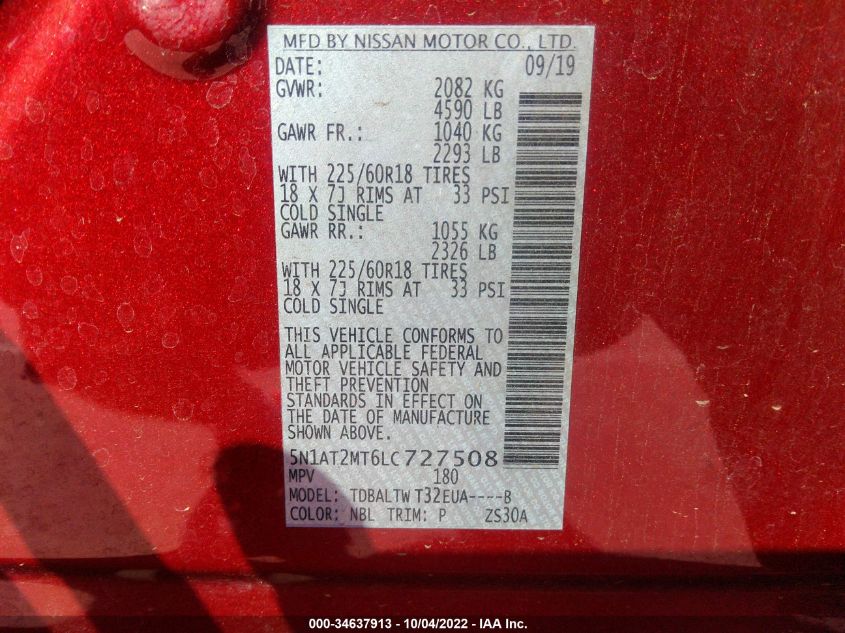 MFD BY NISSAN MOTOR CO., LTD.
DATE: 09/19
GVWR: 2082 KG
4590 LB
GAWR FR.: 1040 KG
2293 LB
WITH 225/60R18 TIRES
18 X 7J RIMS AT 33 PSI
COLD SINGLE
GAWR RR.: 1055 KG
2326 LB
WITH 225/60R18 TIRES
18 X 7J RIMS AT 33 PSI
COLD SINGLE
THIS VEHICLE CONFORMS TO
ALL APPLICABLE FEDERAL
MOTOR VEHICLE SAFETY AND
THEFT PREVENTION
STANDARDS IN EFFECT ON
THE DATE OF MANUFACTURE
SHOWN ABOVE.
5N1AT2MT6LC727508
MPV 180
MODEL: TDBALTW T32EUA----B
COLOR: NBL TRIM: P ZS30A
000-34637913 - 10/04/2022 - IAA Inc.